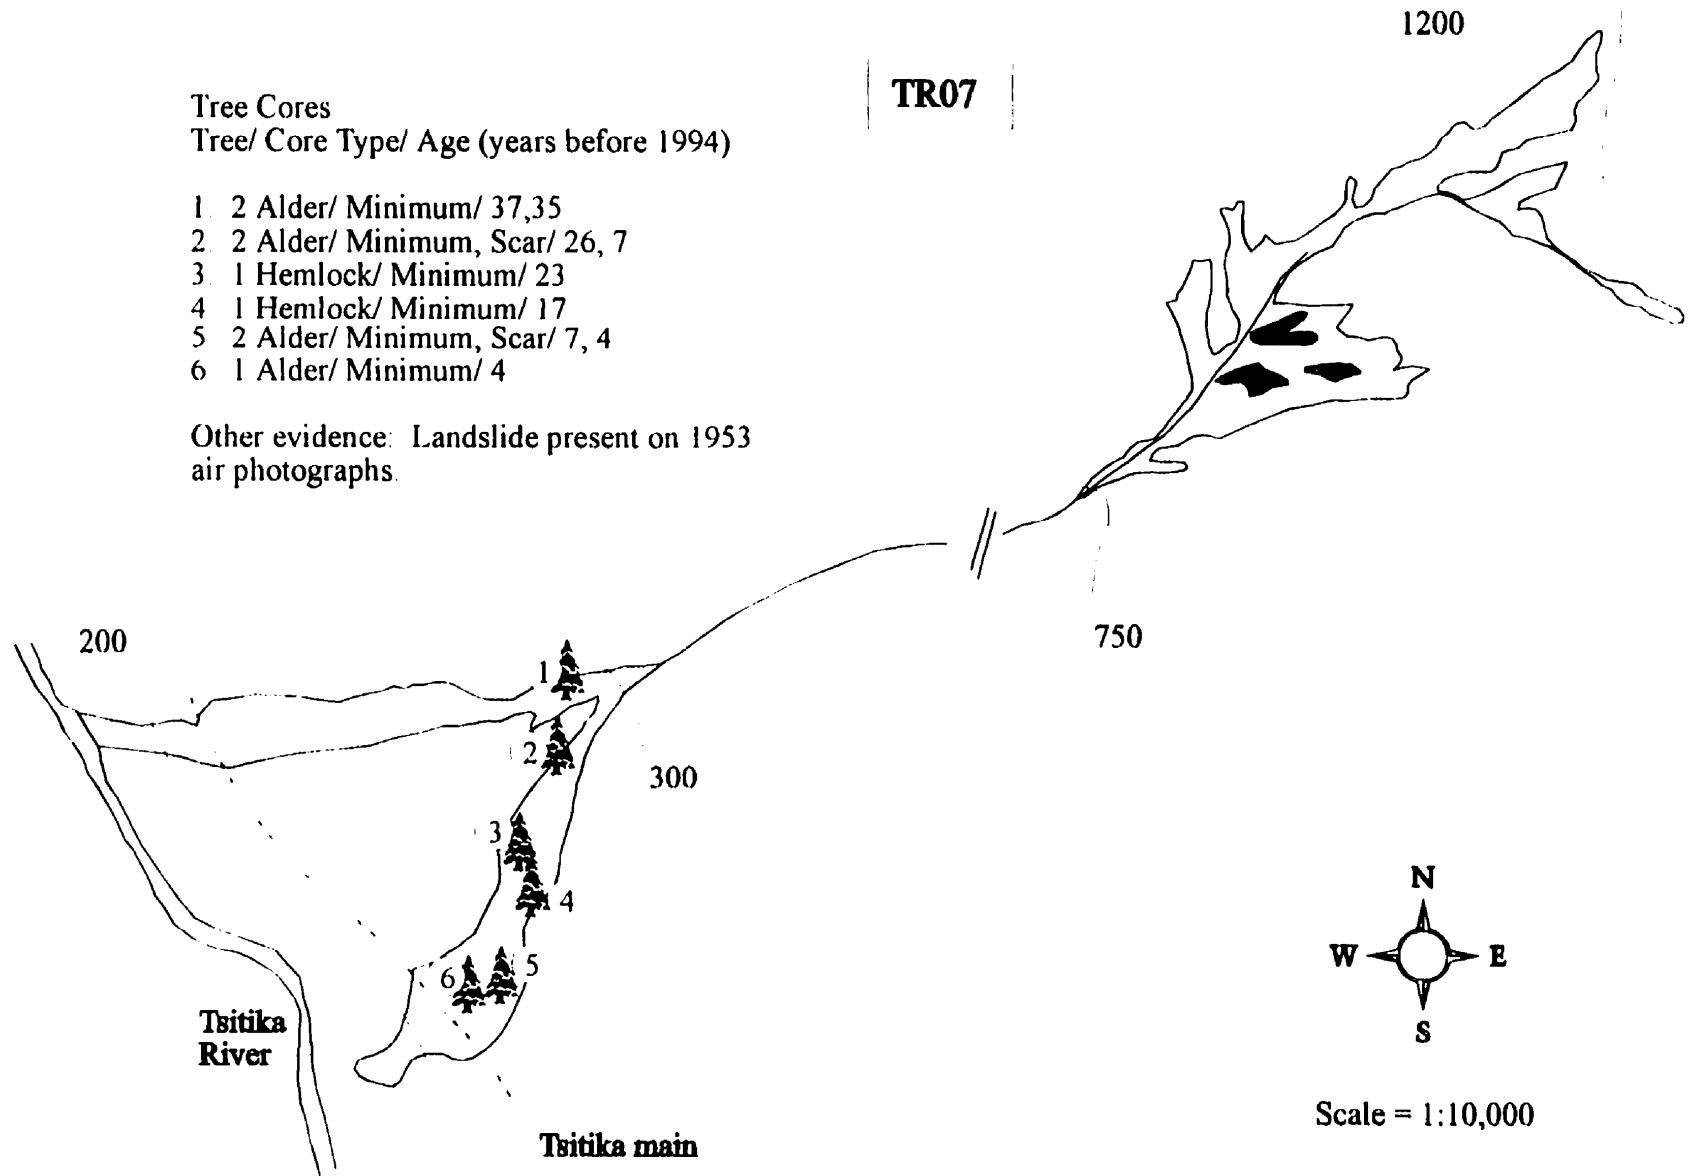 1200
TR07
Tree Cores
Tree/ Core Type/ Age (years before 1994)
1 2 Alder/ Minimum/ 37,35
2 2 Alder/ Minimum, Scar/ 26, 7
3 1 Hemlock/ Minimum/ 23
4 1 Hemlock/ Minimum/ 17
5 2 Alder/ Minimum, Scar/ 7, 4
6 1 Alder/ Minimum/ 4
Other evidence: Landslide present on 1953
air photographs.
200
750
1
2
300
3
4
5
6
N
W E
S
Tsitika
River
Scale = 1:10,000
Tsitika main